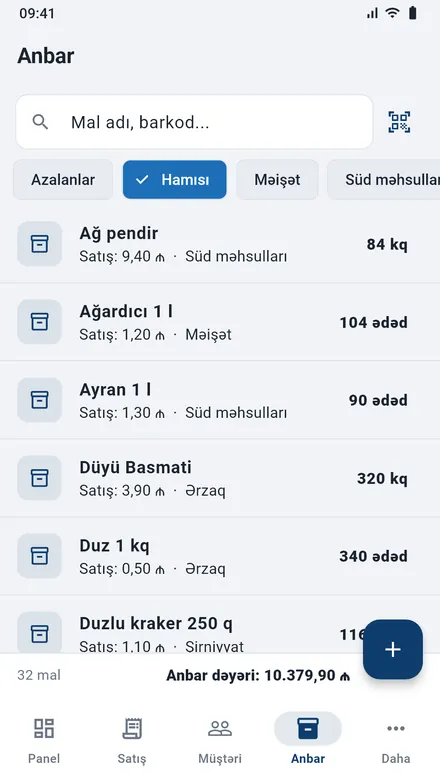 09:41
Anbar
Mal adı, barkod...
Azalanlar
Hamısı
Məişət
Süd məhsullar
Ağ pendir
84 kq
Satış: 9,40 ₼ · Süd məhsulları
Ağardıcı 1 l
104 ədəd
Satış: 1,20 ₼ · Məişət
Ayran 1 l
90 ədəd
Satış: 1,30 ₼ · Süd məhsulları
Düyü Basmati
320 kq
Satış: 3,90 ₼ · Ərzaq
Duz 1 kq
340 ədəd
Satış: 0,50 ₼ · Ərzaq
Duzlu kraker 250 q
116
Satış: 1,10 ₼ · Şirniyyat
32 mal
Anbar dəyəri: 10.379,90 ₼
Panel
Satış
Müştəri
Anbar
Daha